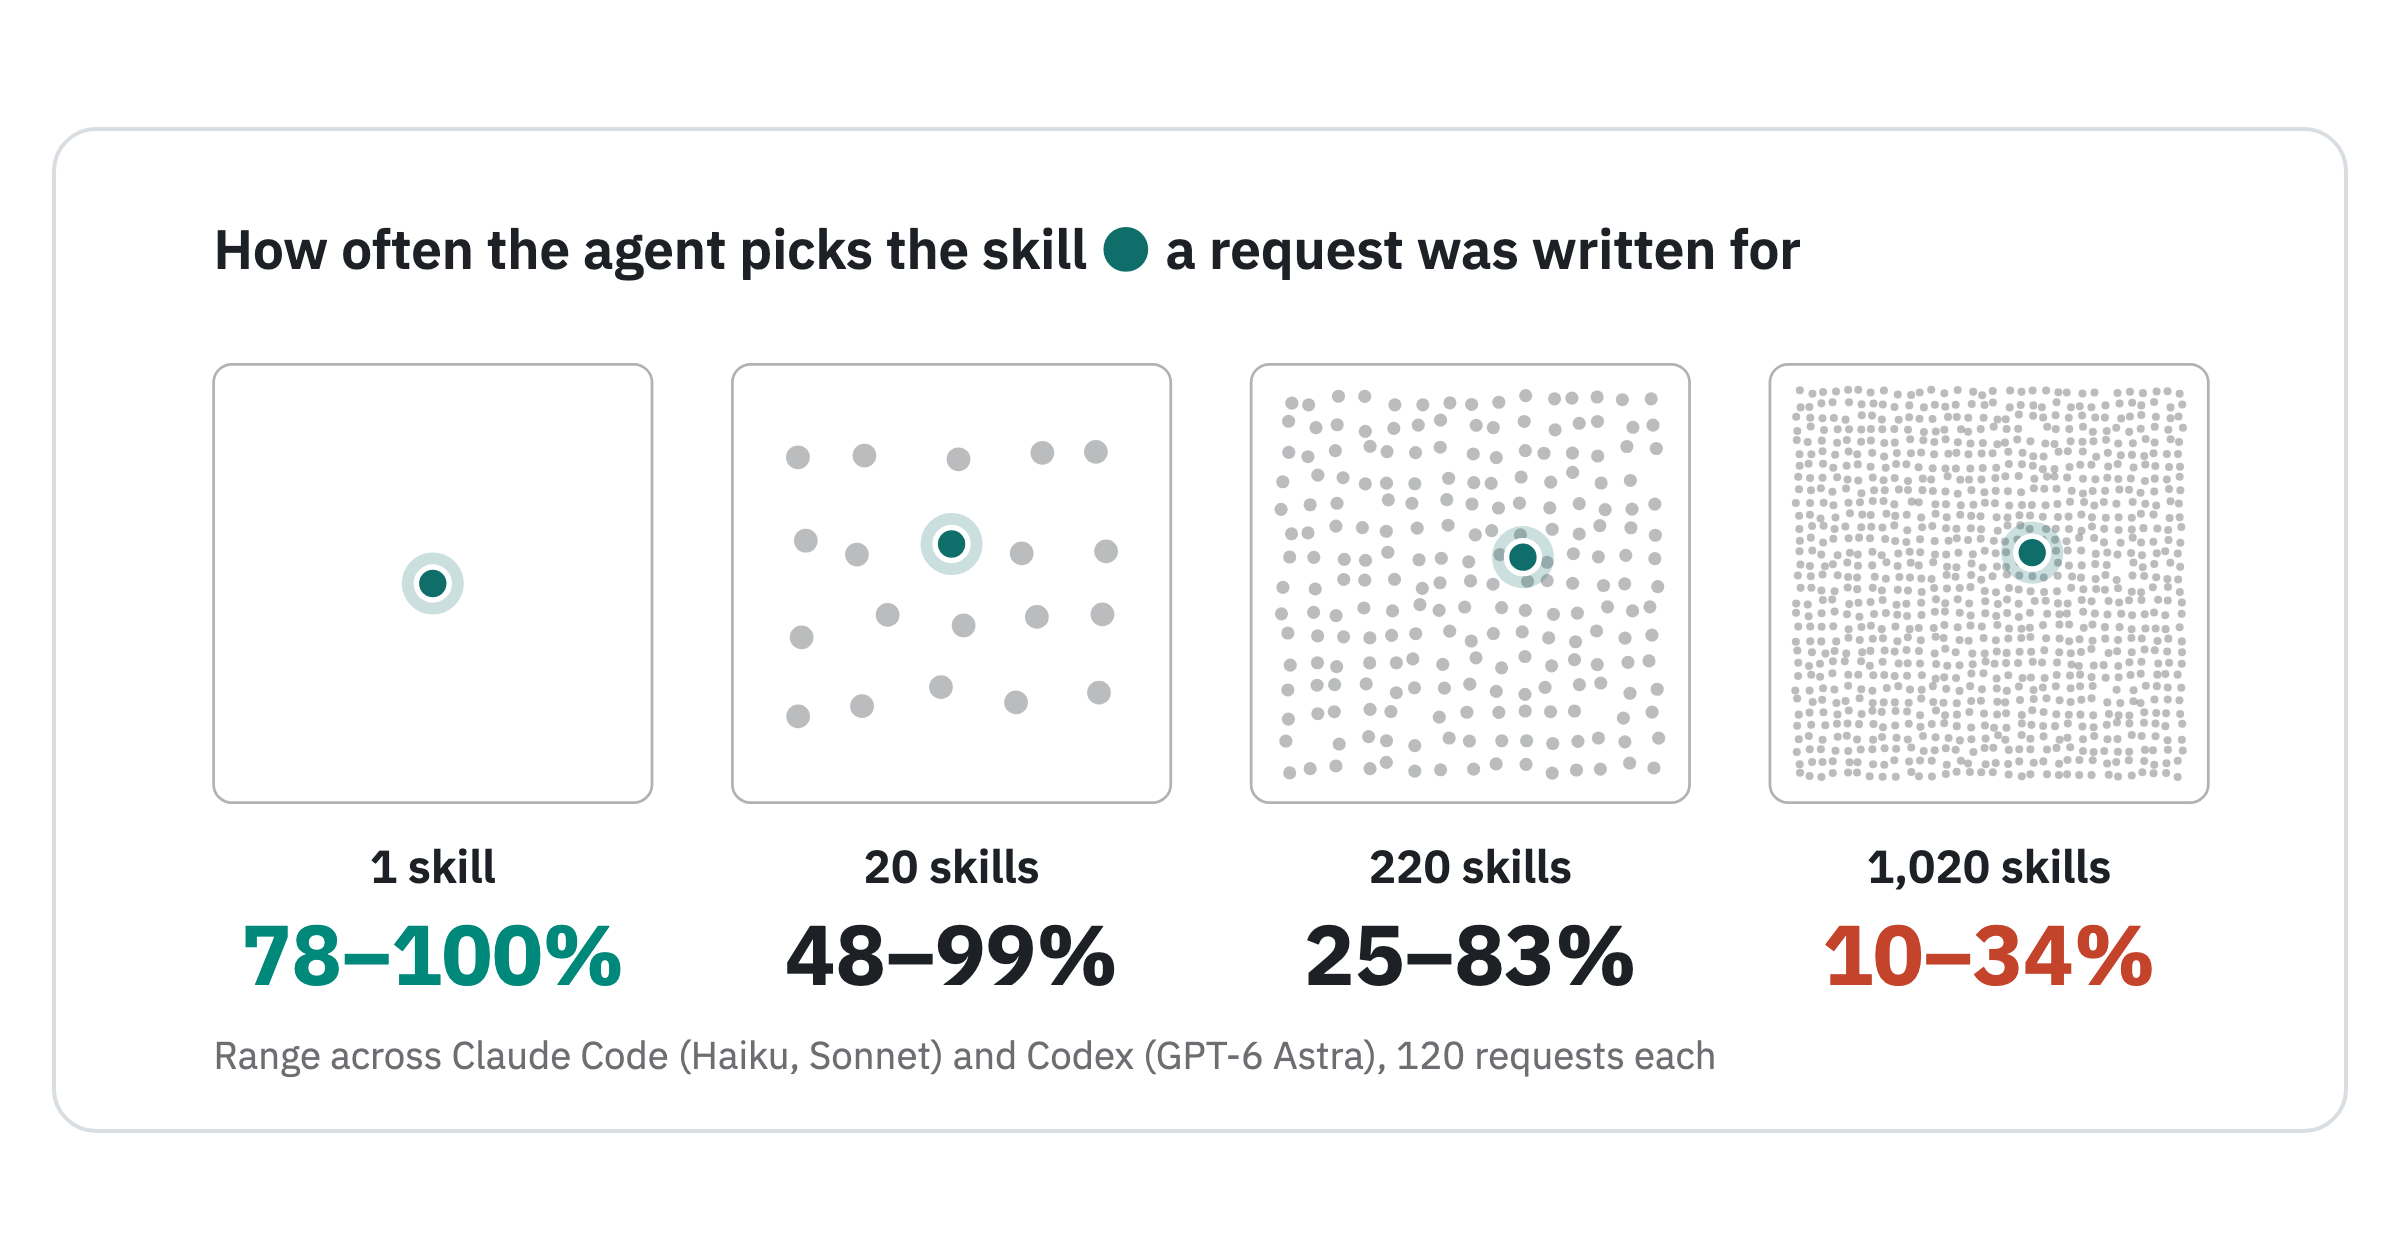 How often the agent picks the skill a request was written for
1 skill
78–100%
20 skills
48–99%
220 skills
25–83%
1,020 skills
10–34%
Range across Claude Code (Haiku, Sonnet) and Codex (GPT-6 Astra), 120 requests each